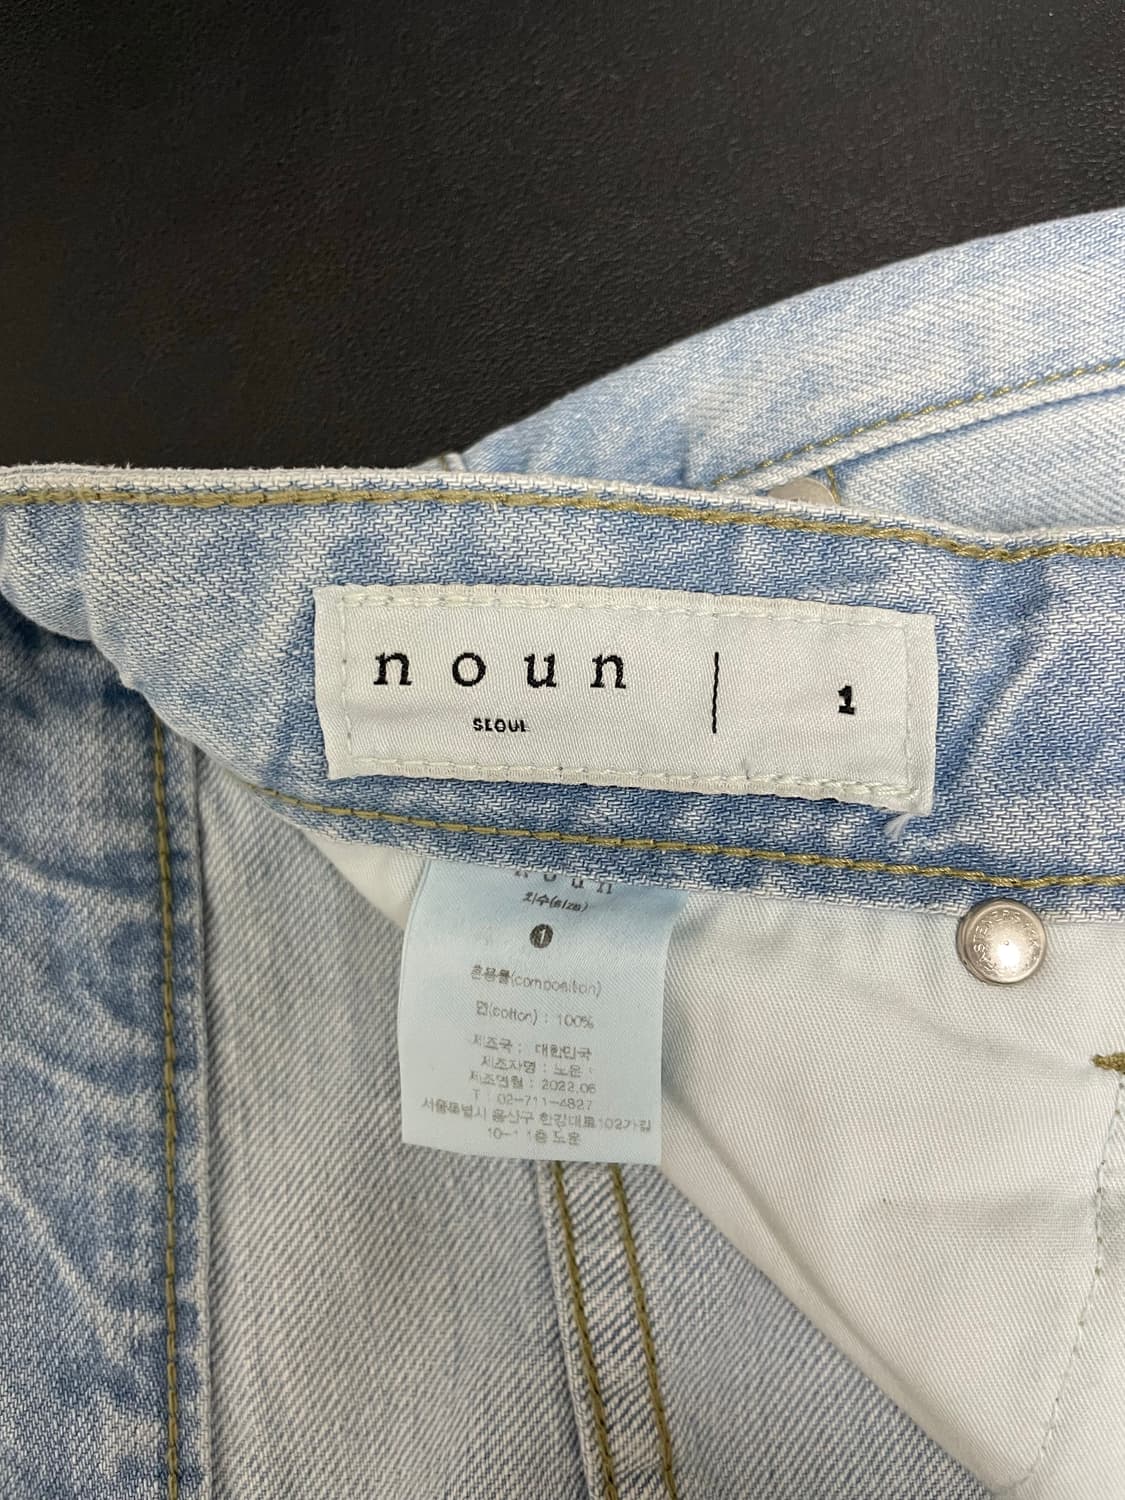 noun
SEOUL
1
noun
치수(size)
1
혼용률(composition)
면(cotton) : 100%
제조국 : 대한민국
제조자명 : 노운
제조연월 : 2022.06
T : 02-711-4827
서울특별시 용산구 한강대로102가길
10-1 1층 노운